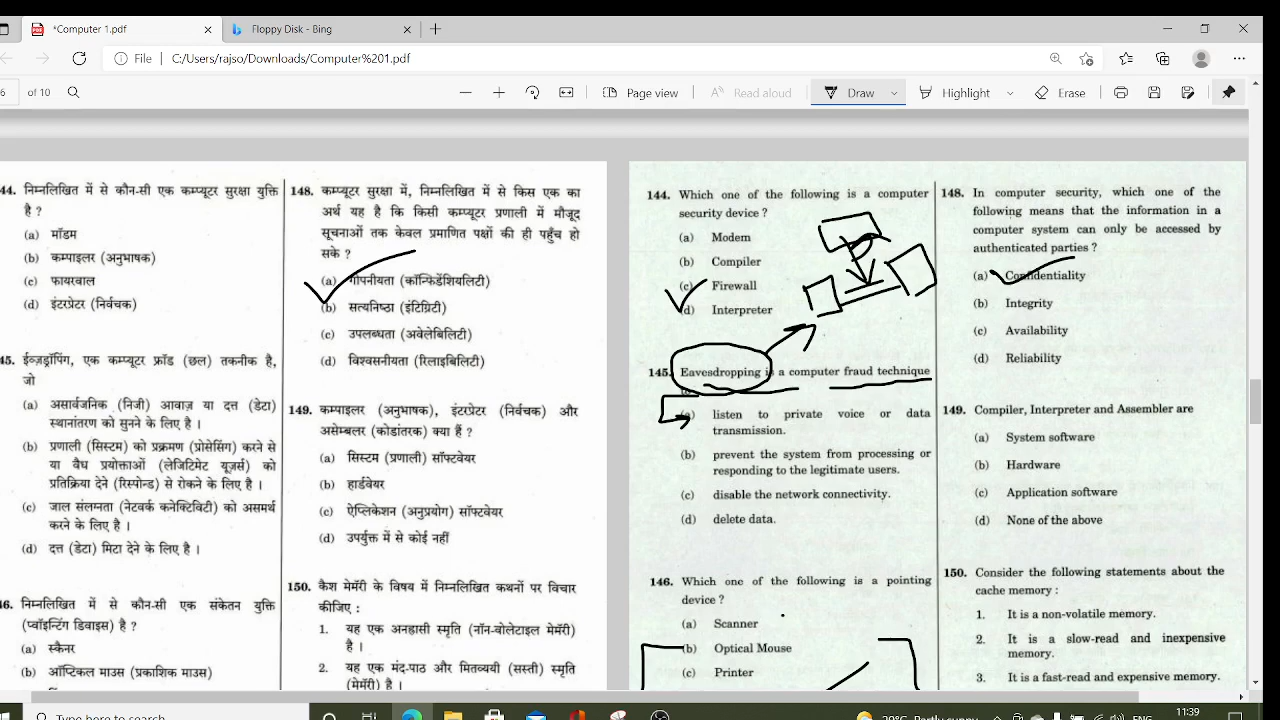 *Computer 1.pdf
Floppy Disk - Bing
File
C:/Users/rajso/Downloads/Computer%201.pdf
6 of 10
Page view
Read aloud
Draw
Highlight
Erase
44. निम्नलिखित में से कौन-सी एक कम्प्यूटर सुरक्षा युक्ति
है ?
(a) मॉडम
(b) कम्पाइलर (अनुभाषक)
(c) फायरवाल
(d) इंटरप्रेटर (निर्वचक)
45. ईव्ज़ड्रॉपिंग, एक कम्प्यूटर फ्रॉड (छल) तकनीक है,
जो
(a) असार्वजनिक (निजी) आवाज़ या दत्त (डेटा)
स्थानांतरण को सुनने के लिए है ।
(b) प्रणाली (सिस्टम) को प्रक्रमण (प्रोसेसिंग) करने से
या वैध प्रयोक्ताओं (लेजिटिमेट यूज़र्स) को
प्रतिक्रिया देने (रिस्पोन्ड) से रोकने के लिए है ।
(c) जाल संलग्नता (नेटवर्क कनेक्टिविटी) को असमर्थ
करने के लिए है ।
(d) दत्त (डेटा) मिटा देने के लिए है ।
46. निम्नलिखित में से कौन-सी एक संकेतन युक्ति
(प्वॉइन्टिंग डिवाइस) है ?
(a) स्कैनर
(b) ऑप्टिकल माउस (प्रकाशिक माउस)
148. कम्प्यूटर सुरक्षा में, निम्नलिखित में से किस एक का
अर्थ यह है कि किसी कम्प्यूटर प्रणाली में मौजूद
सूचनाओं तक केवल प्रमाणित पक्षों की ही पहुँच हो
सके ?
(a) गोपनीयता (कॉन्फिडेंशियलिटी)
(b) सत्यनिष्ठा (इंटिग्रिटी)
(c) उपलब्धता (अवेलेबिलिटी)
(d) विश्वसनीयता (रिलाइबिलिटी)
149. कम्पाइलर (अनुभाषक), इंटरप्रेटर (निर्वचक) और
असेम्बलर (कोडांतरक) क्या हैं ?
(a) सिस्टम (प्रणाली) सॉफ्टवेयर
(b) हार्डवेयर
(c) ऐप्लिकेशन (अनुप्रयोग) सॉफ्टवेयर
(d) उपर्युक्त में से कोई नहीं
150. कैश मेमॅरी के विषय में निम्नलिखित कथनों पर विचार
कीजिए :
1. यह एक अनह्रासी स्मृति (नॉन-वोलेटाइल मेमॅरी)
है ।
2. यह एक मंद-पाठ और मितव्ययी (सस्ती) स्मृति
(मेमॅरी) है ।
144. Which one of the following is a computer
security device ?
(a) Modem
(b) Compiler
(c) Firewall
(d) Interpreter
145. Eavesdropping is a computer fraud technique
(a) listen to private voice or data
transmission.
(b) prevent the system from processing or
responding to the legitimate users.
(c) disable the network connectivity.
(d) delete data.
146. Which one of the following is a pointing
device ?
(a) Scanner
(b) Optical Mouse
(c) Printer
148. In computer security, which one of the
following means that the information in a
computer system can only be accessed by
authenticated parties ?
(a) Confidentiality
(b) Integrity
(c) Availability
(d) Reliability
149. Compiler, Interpreter and Assembler are
(a) System software
(b) Hardware
(c) Application software
(d) None of the above
150. Consider the following statements about the
cache memory :
1. It is a non-volatile memory.
2. It is a slow-read and inexpensive
memory.
3. It is a fast-read and expensive memory.
Type here to search
Partly sunny
ENG
11:39